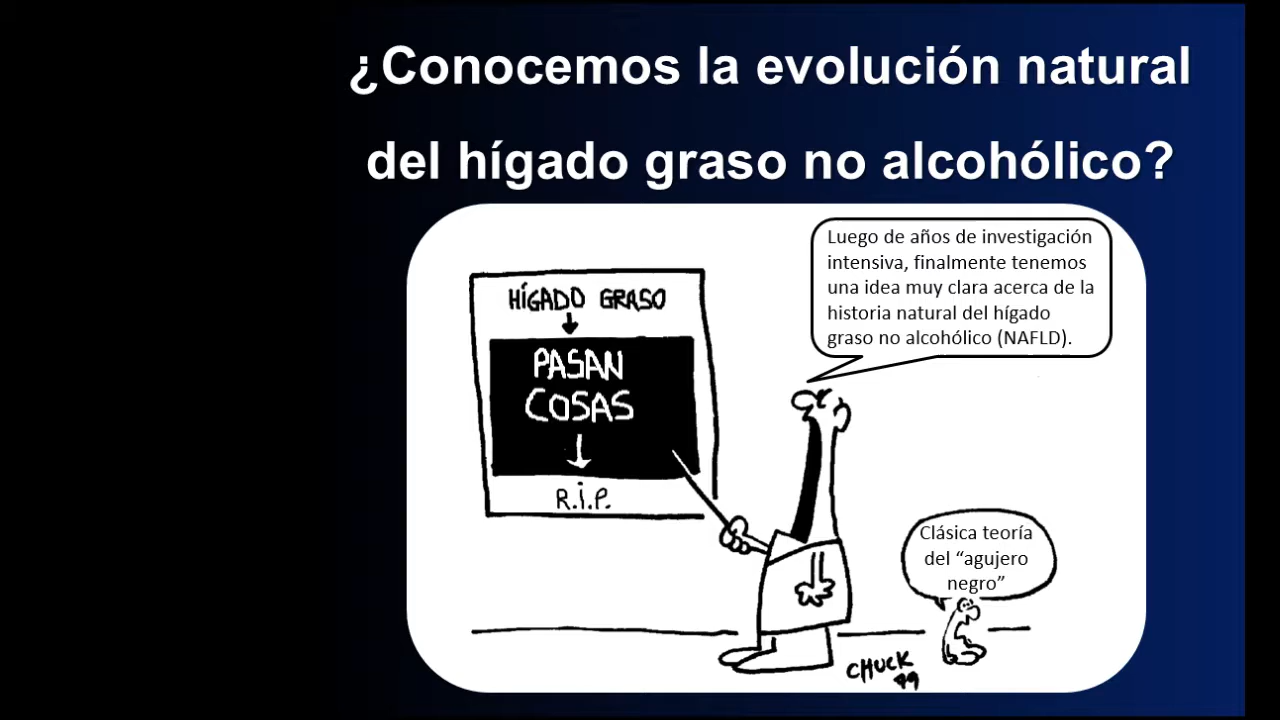 ¿Conocemos la evolución natural
del hígado graso no alcohólico?
Luego de años de investigación
intensiva, finalmente tenemos
una idea muy clara acerca de la
historia natural del hígado
graso no alcohólico (NAFLD).
HÍGADO GRASO
PASAN
COSAS
R.I.P.
Clásica teoría
del “agujero
negro”
CHUCK
99